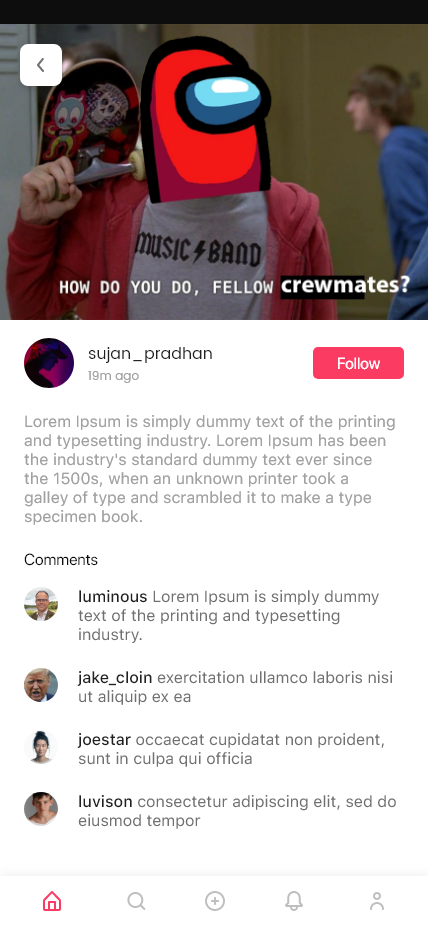 MUSIC BAND
HOW DO YOU DO, FELLOW crewmates?
sujan_pradhan
Follow
19m ago
Lorem Ipsum is simply dummy text of the printing
and typesetting industry. Lorem Ipsum has been
the industry's standard dummy text ever since
the 1500s, when an unknown printer took a
galley of type and scrambled it to make a type
specimen book.
Comments
luminous Lorem Ipsum is simply dummy
text of the printing and typesetting
industry.
jake_cloin exercitation ullamco laboris nisi
ut aliquip ex ea
joestar occaecat cupidatat non proident,
sunt in culpa qui officia
luvison consectetur adipiscing elit, sed do
eiusmod tempor